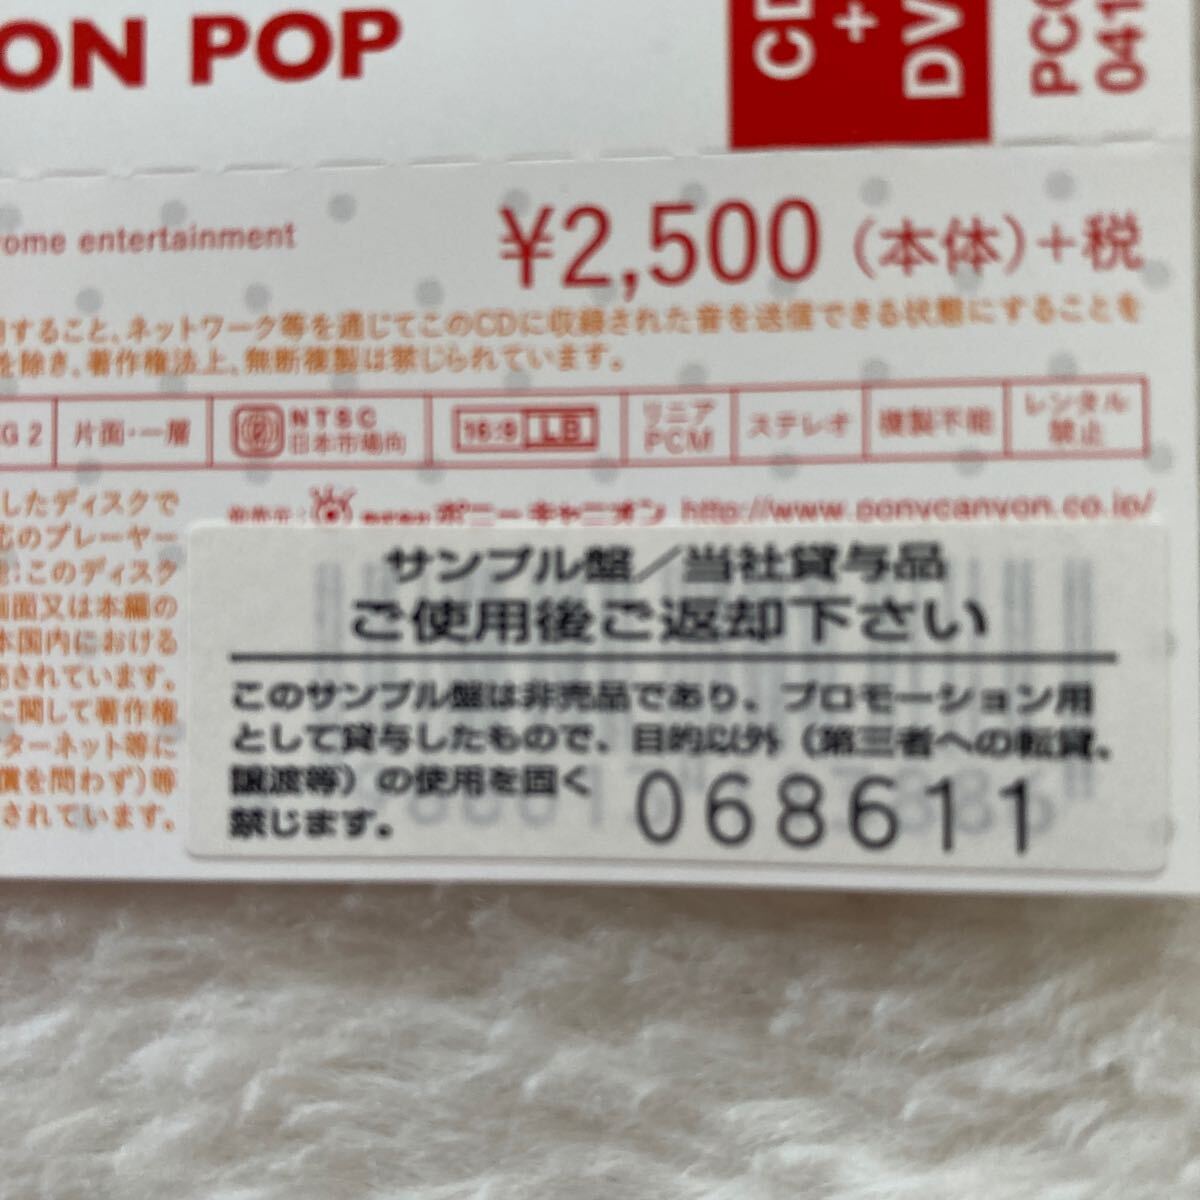 ON POP
CD
+
DV
PC
041
rome entertainment
¥2,500 (本体)+税
用すること、ネットワーク等を通じてこのCDに収録された音を送信できる状態にすることを
を除き、著作権法上、無断複製は禁じられています。
G 2
片面・一層
2 NTSC
日本市場向
16:9 LB
リニア
PCM
ステレオ
複製不能
レンタル
禁止
したディスクで
応のプレーヤー
:このディスク
画面又は本編の
本国内における
されています。
に関して著作権
ターネット等に
償を問わず)等
されています。
ポニーキャニオン http://www.ponycanyon.co.jp/
サンプル盤/当社貸与品
ご使用後ご返却下さい
このサンプル盤は非売品であり、プロモーション用
として貸与したもので、目的以外(第三者への転貸、
譲渡等)の使用を固く
禁じます。
068611